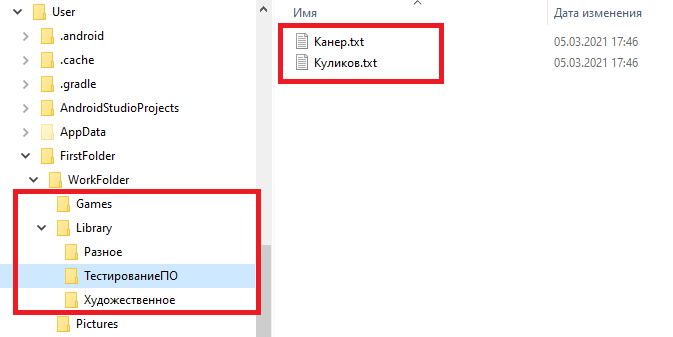 User
.android
.cache
.gradle
AndroidStudioProjects
AppData
FirstFolder
WorkFolder
Games
Library
Разное
ТестированиеПО
Художественное
Pictures
Имя Дата изменения
Канер.txt 05.03.2021 17:46
Куликов.txt 05.03.2021 17:46